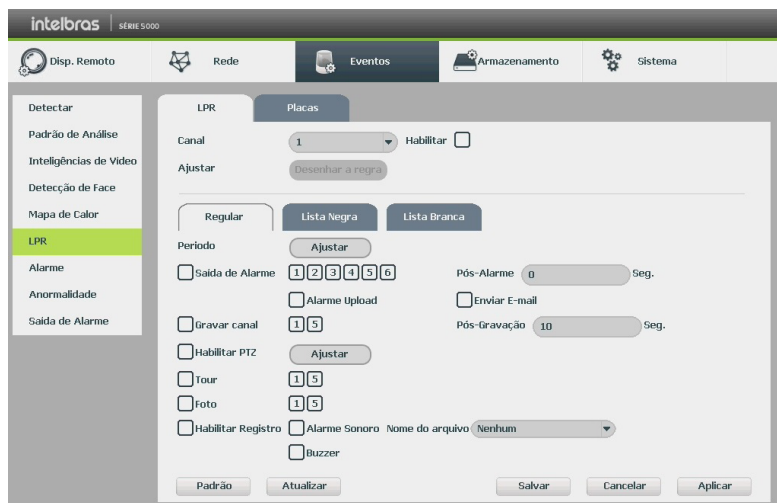 intelbras SÉRIE 5000
Disp. Remoto Rede Eventos Armazenamento Sistema
Detectar
Padrão de Análise
Inteligências de Vídeo
Detecção de Face
Mapa de Calor
LPR
Alarme
Anormalidade
Saída de Alarme
LPR Placas
Canal 1 Habilitar
Ajustar Desenhar a regra
Regular Lista Negra Lista Branca
Periodo Ajustar
Saída de Alarme 1 2 3 4 5 6 Pós-Alarme 0 Seg.
Alarme Upload Enviar E-mail
Gravar canal 1 5 Pós-Gravação 10 Seg.
Habilitar PTZ Ajustar
Tour 1 5
Foto 1 5
Habilitar Registro Alarme Sonoro Nome do arquivo Nenhum
Buzzer
Padrão Atualizar Salvar Cancelar Aplicar